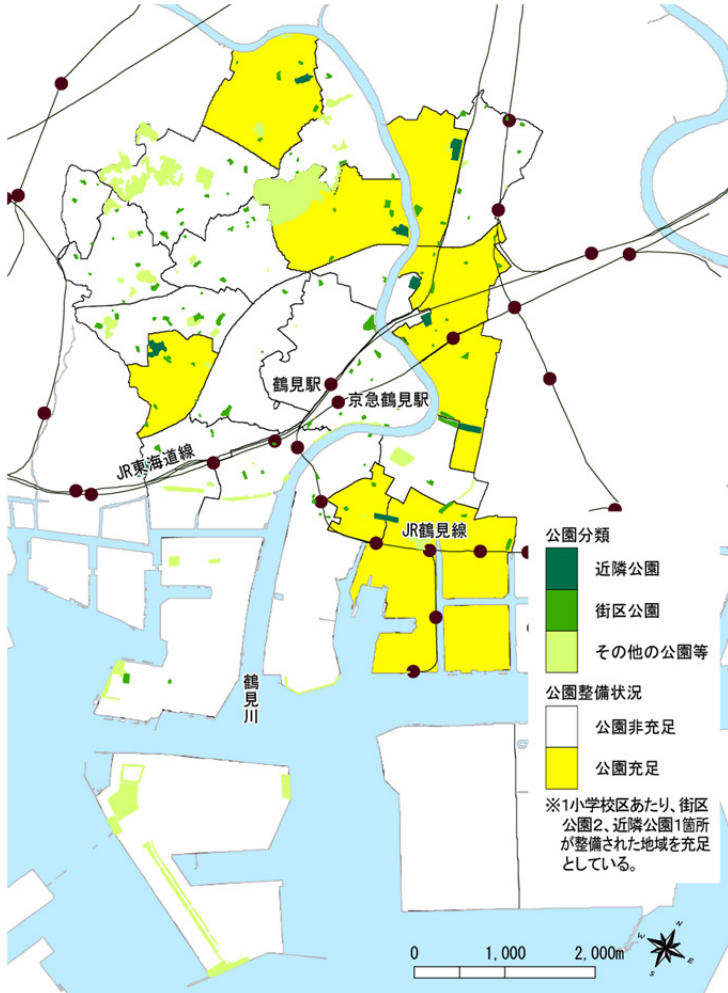 鶴見駅
京急鶴見駅
JR東海道線
JR鶴見線
鶴見川
公園分類
近隣公園
街区公園
その他の公園等
公園整備状況
公園非充足
公園充足
※1小学校区あたり、街区
公園2、近隣公園1箇所
が整備された地域を充足
としている。
0 1,000 2,000m
N
W
E
S